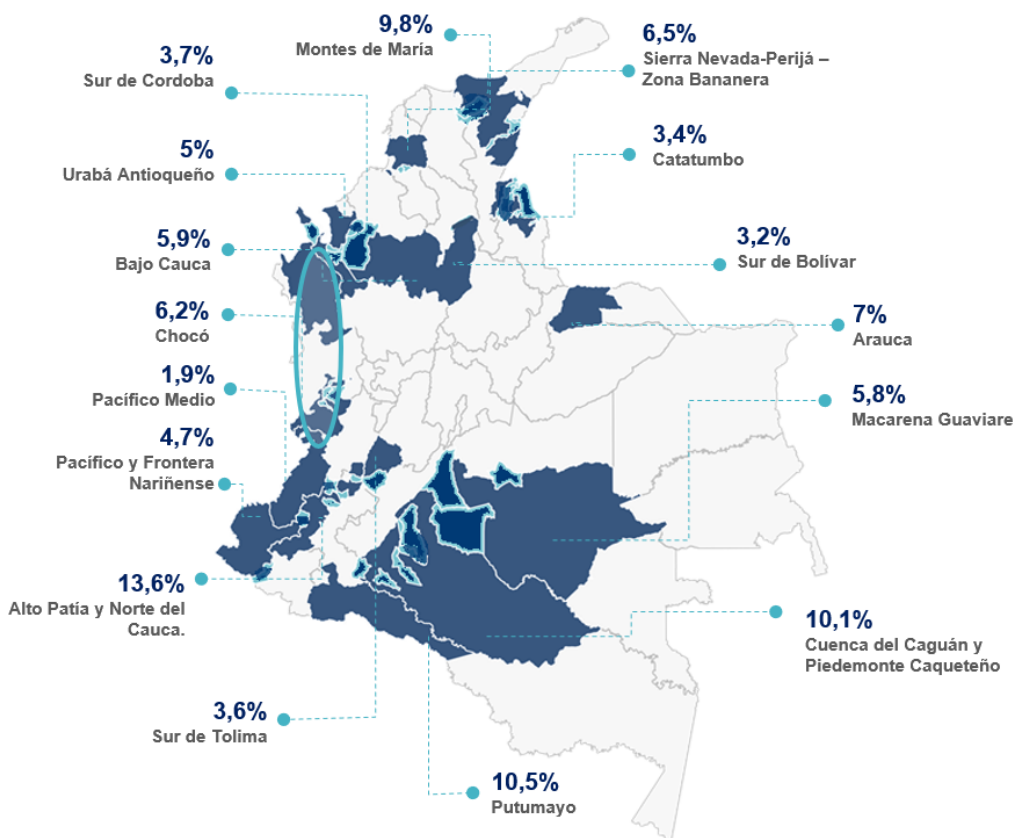 9,8%
Montes de María
6,5%
Sierra Nevada-Perijá –
Zona Bananera
3,7%
Sur de Cordoba
3,4%
Catatumbo
5%
Urabá Antioqueño
5,9%
Bajo Cauca
3,2%
Sur de Bolívar
6,2%
Chocó
7%
Arauca
1,9%
Pacífico Medio
5,8%
Macarena Guaviare
4,7%
Pacífico y Frontera
Nariñense
13,6%
Alto Patía y Norte del
Cauca.
10,1%
Cuenca del Caguán y
Piedemonte Caqueteño
3,6%
Sur de Tolima
10,5%
Putumayo